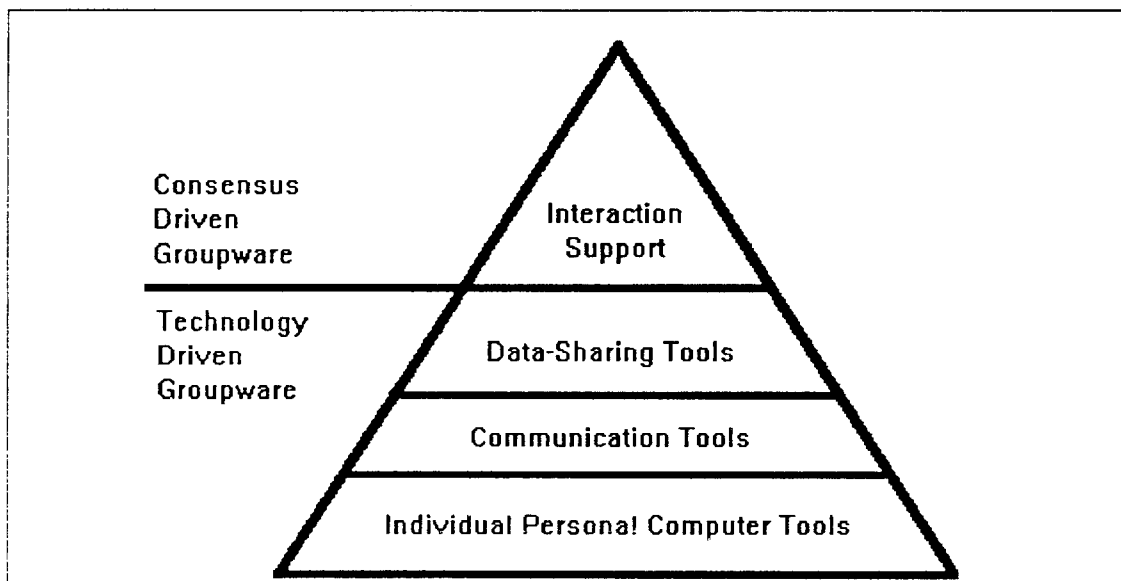 Consensus
Driven
Groupware
Interaction
Support
Technology
Driven
Groupware
Data-Sharing Tools
Communication Tools
Individual Personal Computer Tools